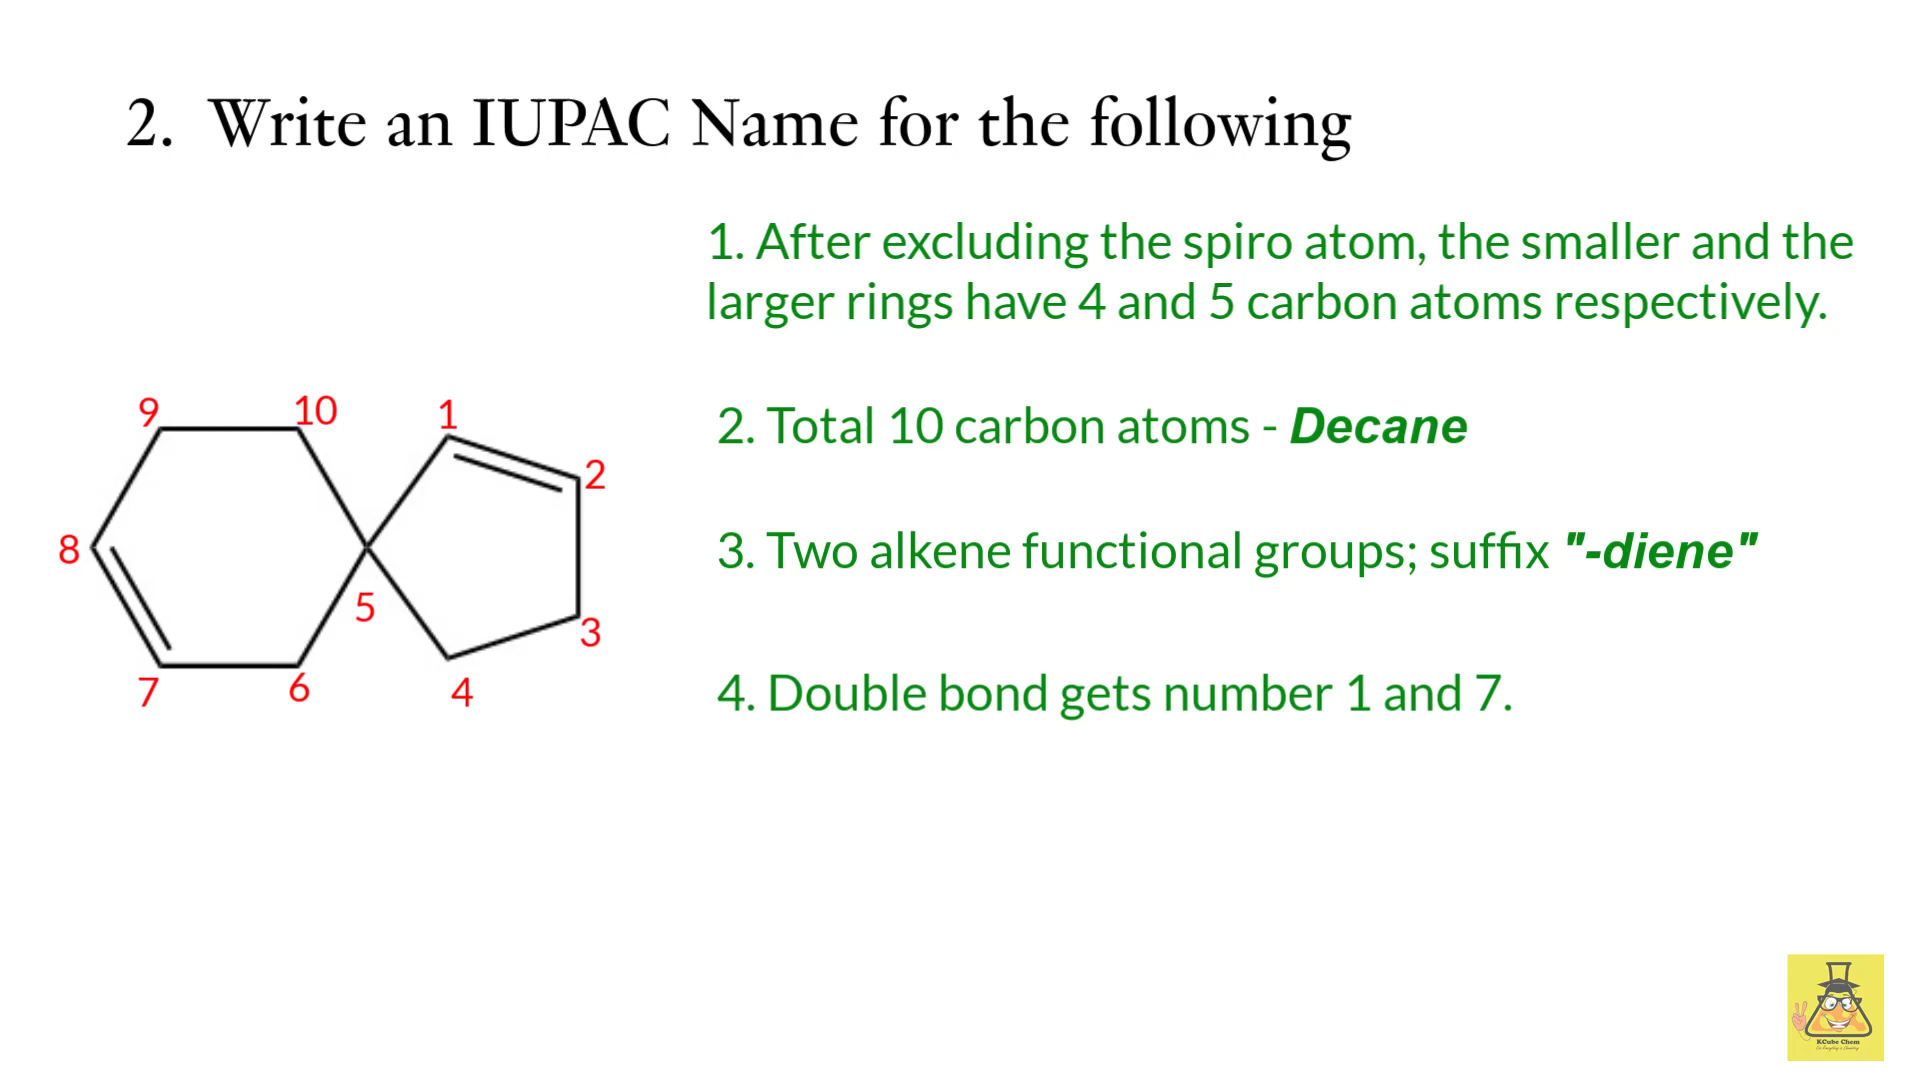 2. Write an IUPAC Name for the following
1. After excluding the spiro atom, the smaller and the
larger rings have 4 and 5 carbon atoms respectively.
9
10
1
2
2. Total 10 carbon atoms - Decane
8
5
3
3. Two alkene functional groups; suffix "-diene"
7
6
4
4. Double bond gets number 1 and 7.
KCube Chem